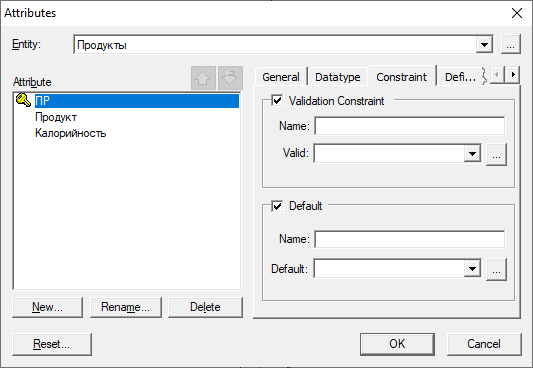 Attributes
Entity:
Продукты
...
Attribute
ПР
Продукт
Калорийность
New...
Rename...
Delete
General
Datatype
Constraint
Defi...
Validation Constraint
Name:
Valid:
...
Default
Name:
Default:
...
Reset...
OK
Cancel